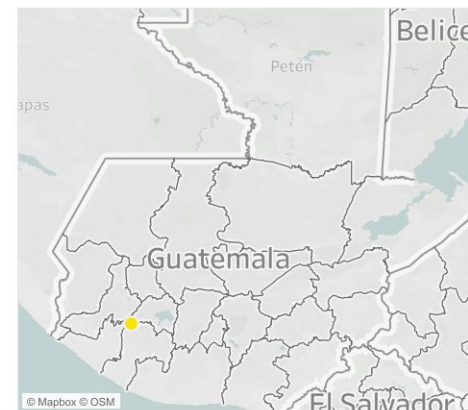 Belice
Petén
apas
Guatemala
El Salvador
© Mapbox © OSM